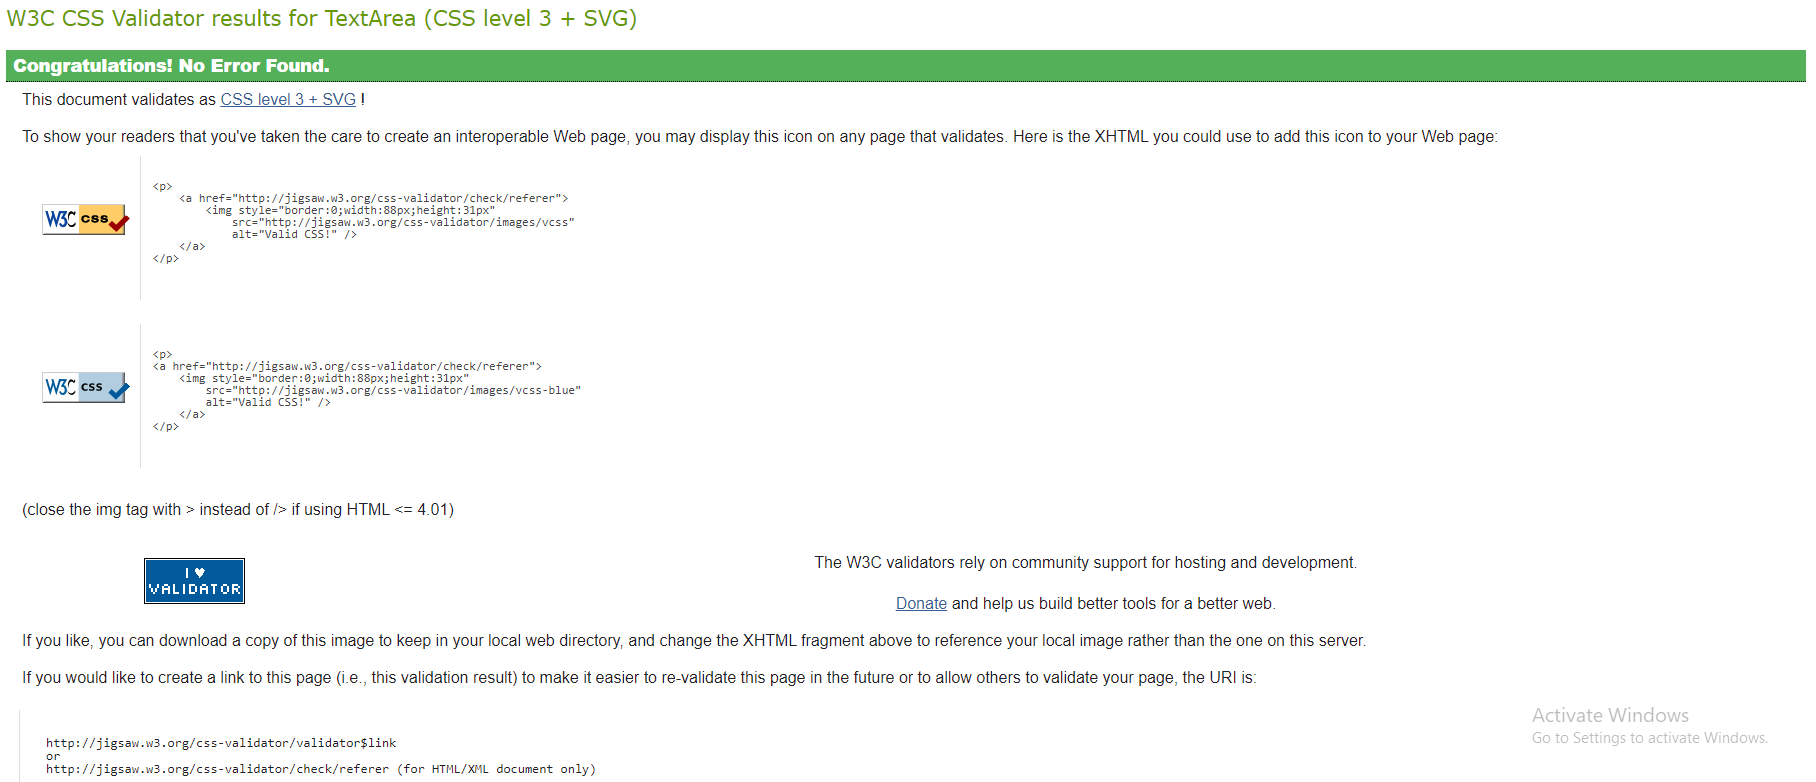 W3C CSS Validator results for TextArea (CSS level 3 + SVG)
Congratulations! No Error Found.
This document validates as CSS level 3 + SVG !
To show your readers that you've taken the care to create an interoperable Web page, you may display this icon on any page that validates. Here is the XHTML you could use to add this icon to your Web page:
W3C css
<p>
    <a href="http://jigsaw.w3.org/css-validator/check/referer">
        <img style="border:0;width:88px;height:31px"
            src="http://jigsaw.w3.org/css-validator/images/vcss"
            alt="Valid CSS!" />
    </a>
</p>
W3C css
<p>
<a href="http://jigsaw.w3.org/css-validator/check/referer">
    <img style="border:0;width:88px;height:31px"
        src="http://jigsaw.w3.org/css-validator/images/vcss-blue"
        alt="Valid CSS!" />
    </a>
</p>
(close the img tag with > instead of /> if using HTML <= 4.01)
I ♥
VALIDATOR
The W3C validators rely on community support for hosting and development.
Donate and help us build better tools for a better web.
If you like, you can download a copy of this image to keep in your local web directory, and change the XHTML fragment above to reference your local image rather than the one on this server.
If you would like to create a link to this page (i.e., this validation result) to make it easier to re-validate this page in the future or to allow others to validate your page, the URI is:
http://jigsaw.w3.org/css-validator/validator$link
or
http://jigsaw.w3.org/css-validator/check/referer (for HTML/XML document only)
Activate Windows
Go to Settings to activate Windows.